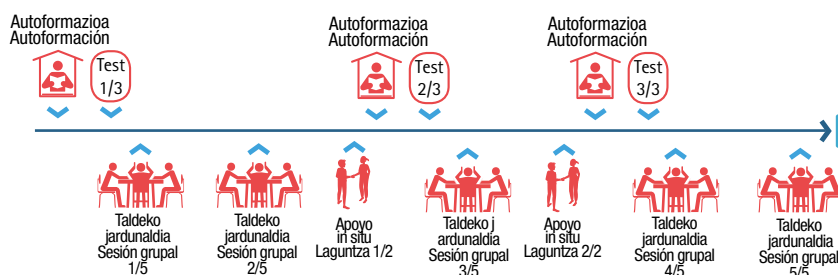 Autoformazioa
Autoformación
Test
1/3
Autoformazioa
Autoformación
Test
2/3
Autoformazioa
Autoformación
Test
3/3
Taldeko
jardunaldia
Sesión grupal
1/5
Taldeko
jardunaldia
Sesión grupal
2/5
Apoyo
in situ
Laguntza 1/2
Taldeko j
ardunaldia
Sesión grupal
3/5
Apoyo
in situ
Laguntza 2/2
Taldeko
jardunaldia
Sesión grupal
4/5
Taldeko
jardunaldia
Sesión grupal
5/5